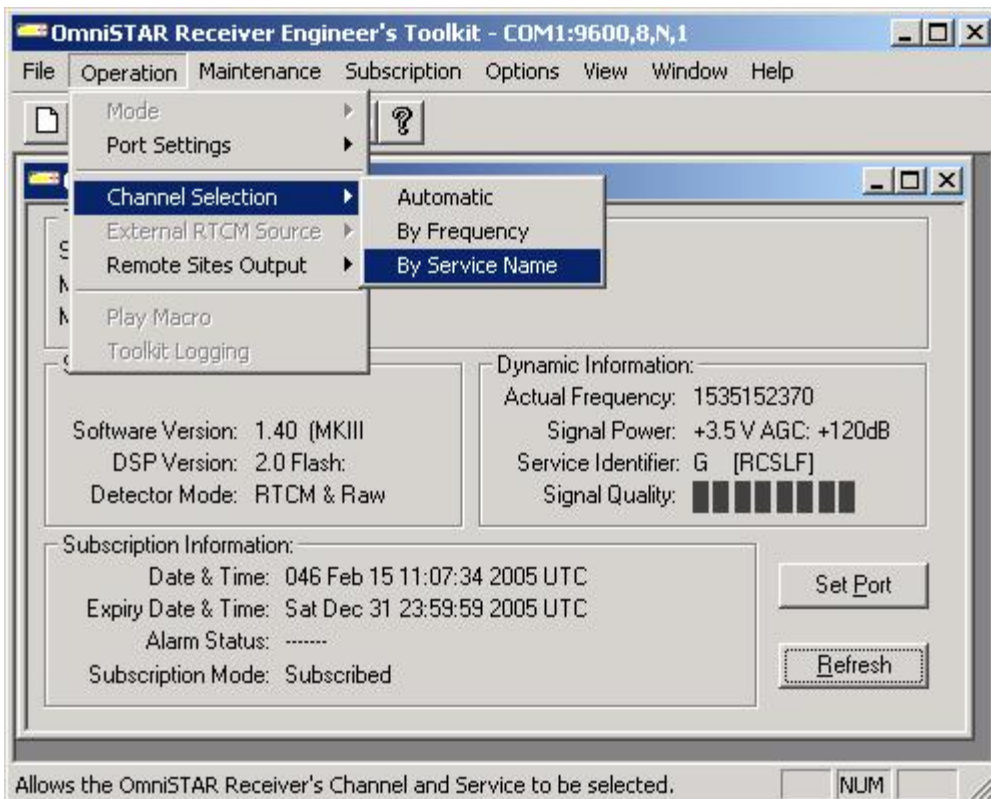 OmniSTAR Receiver Engineer's Toolkit - COM1:9600,8,N,1
File Operation Maintenance Subscription Options View Window Help
Mode
Port Settings
Channel Selection
External RTCM Source
Remote Sites Output
Play Macro
Toolkit Logging
Automatic
By Frequency
By Service Name
Software Version: 1.40 (MKIII
DSP Version: 2.0 Flash:
Detector Mode: RTCM & Raw
Dynamic Information:
Actual Frequency: 1535152370
Signal Power: +3.5 V AGC: +120dB
Service Identifier: G [RCSLF]
Signal Quality:
Subscription Information:
Date & Time: 046 Feb 15 11:07:34 2005 UTC
Expiry Date & Time: Sat Dec 31 23:59:59 2005 UTC
Alarm Status: ------
Subscription Mode: Subscribed
Set Port
Refresh
Allows the OmniSTAR Receiver's Channel and Service to be selected.
NUM